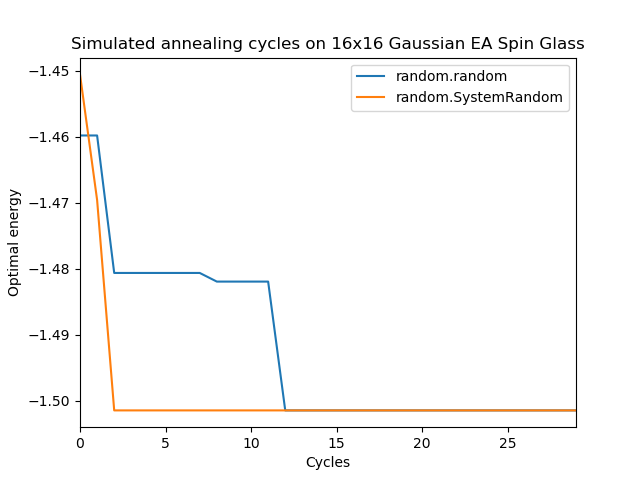 Simulated annealing cycles on 16x16 Gaussian EA Spin Glass
random.random
random.SystemRandom
Optimal energy
−1.45
−1.46
−1.47
−1.48
−1.49
−1.50
0 5 10 15 20 25
Cycles